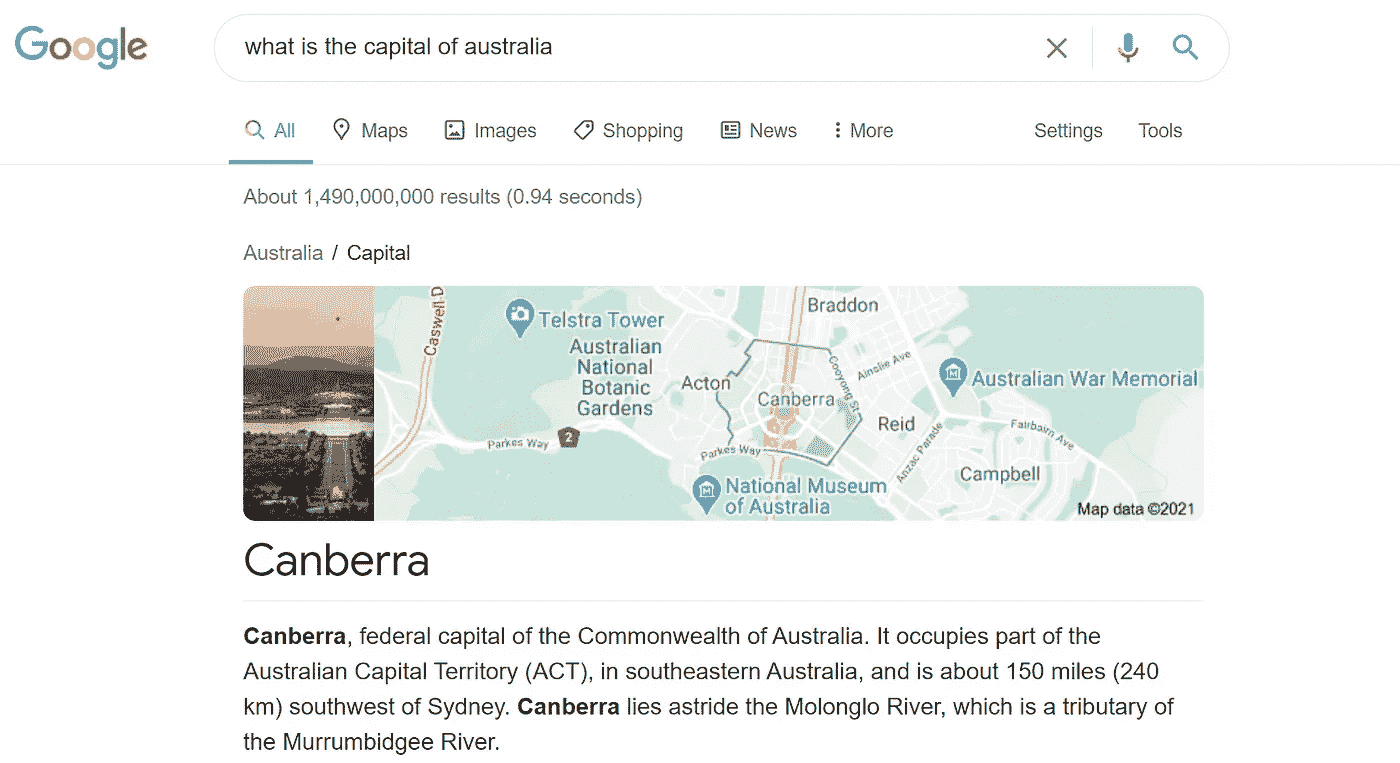 Google
what is the capital of australia
All Maps Images Shopping News More Settings Tools
About 1,490,000,000 results (0.94 seconds)
Australia / Capital
Caswell D
Telstra Tower
Australian
National
Botanic
Gardens
Braddon
Acton
Canberra
Cooyong St
Ainslie Ave
Australian War Memorial
Reid
Parkes Way
2
Parkes Way
Anzac Parade
Fairbairn Ave
Campbell
National Museum
of Australia
Map data ©2021
Canberra
Canberra, federal capital of the Commonwealth of Australia. It occupies part of the
Australian Capital Territory (ACT), in southeastern Australia, and is about 150 miles (240
km) southwest of Sydney. Canberra lies astride the Molonglo River, which is a tributary of
the Murrumbidgee River.